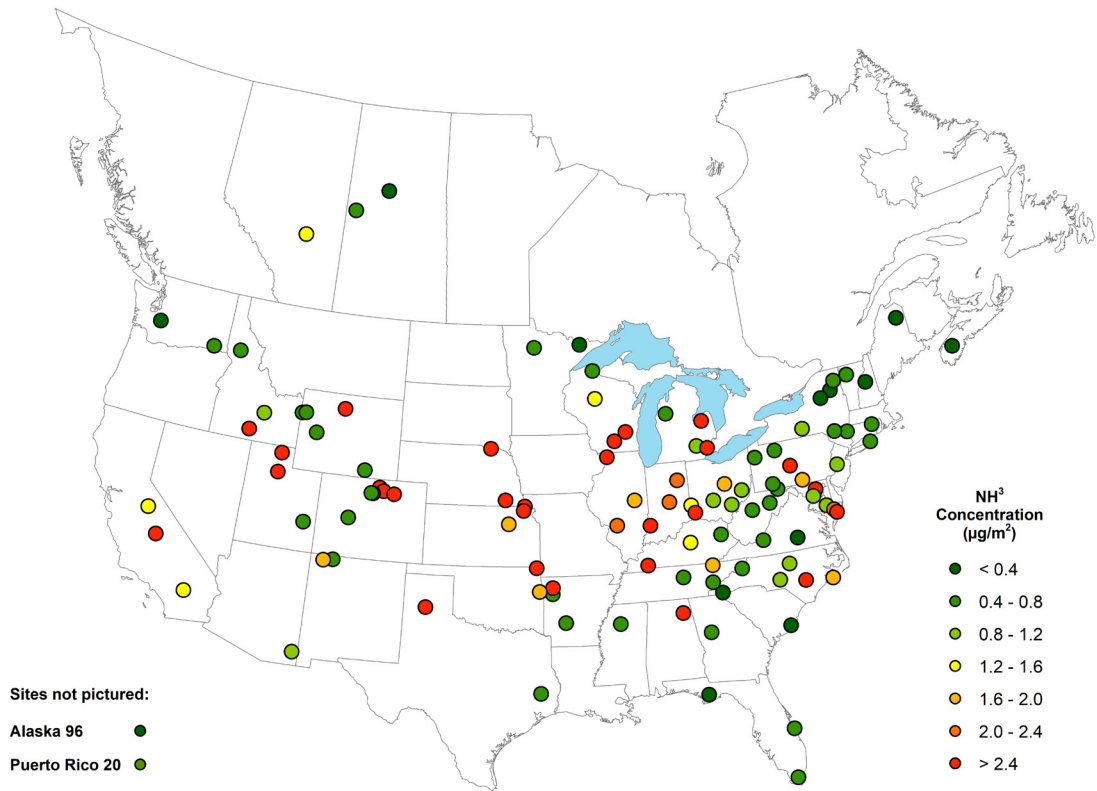 NH³
Concentration
(µg/m²)
< 0.4
0.4 - 0.8
0.8 - 1.2
1.2 - 1.6
1.6 - 2.0
2.0 - 2.4
> 2.4
Sites not pictured:
Alaska 96
Puerto Rico 20